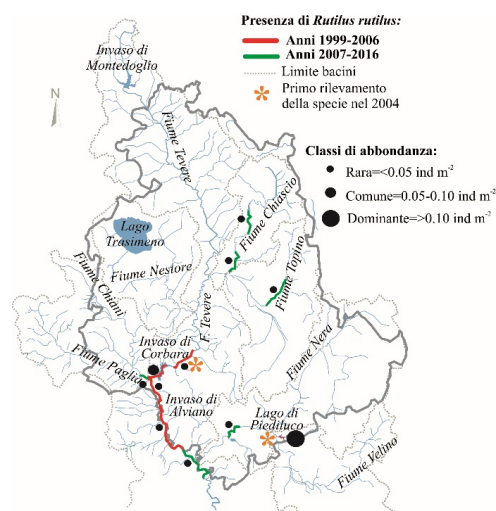 Presenza di Rutilus rutilus:
Anni 1999-2006
Anni 2007-2016
Limite bacini
Primo rilevamento
della specie nel 2004
Classi di abbondanza:
Rara=<0.05 ind m-2
Comune=0.05-0.10 ind m-2
Dominante=>0.10 ind m-2
Invaso di
Montedoglio
N
Fiume Tevere
Fiume Chiascio
Lago
Trasimeno
Fiume Topino
Fiume Nestore
Fiume Chiani
F. Tevere
Fiume Nera
Invaso di
Corbara
Fiume Paglia
Invaso di
Alviano
Lago di
Piediluco
Fiume Velino